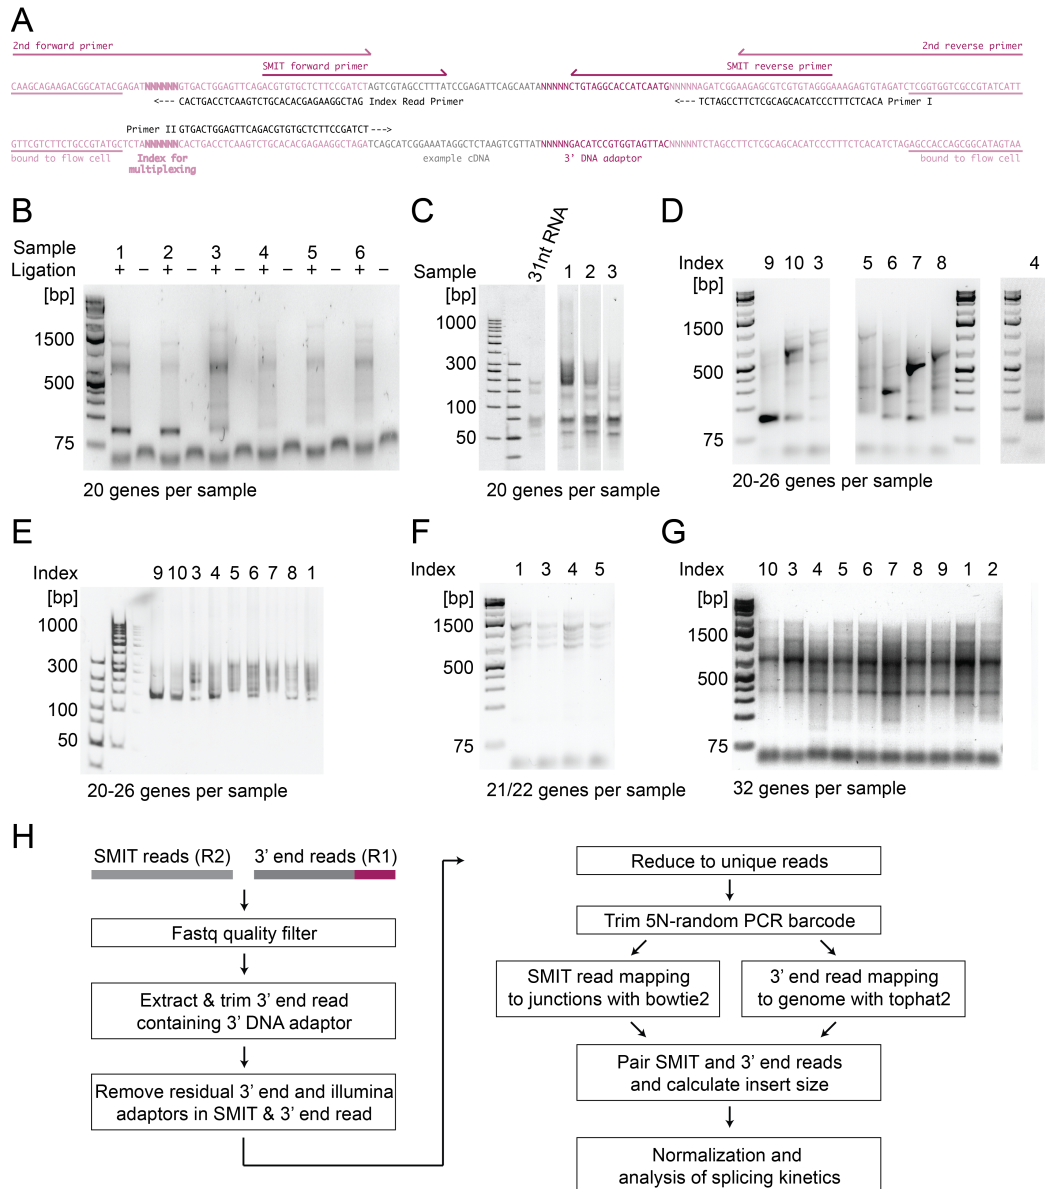 A
2nd forward primer
2nd reverse primer
SMIT forward primer
SMIT reverse primer
CAAGCAGAAGACGGCATACGAGATNNNNNNGTGACTGGAGTTCAGACGTGTGCTCTTCCGATCTAGTCGTAGCCTTTATCCGAGATTCAGCAATANNNNNCTGTAGGCACCATCAATGNNNNNAGATCGGAAGAGCGTCGTGTAGGGAAAGAGTGTAGATCTCGGTGGTCGCCGTATCATT
<--- CACTGACCTCAAGTCTGCACACGAGAAGGCTAG Index Read Primer
<--- TCTAGCCTTCTCGCAGCACATCCCTTTCTCACA Primer I
Primer II GTGACTGGAGTTCAGACGTGTGCTCTTCCGATCT --->
GTTCGTCTTCTGCCGTATGCTCTANNNNNNCACTGACCTCAAGTCTGCACACGAGAAGGCTAGATCAGCATCGGAAATAGGCTCTAAGTCGTTATNNNNNGACATCCGTGGTAGTTACNNNNNTCTAGCCTTCTCGCAGCACATCCCTTTCTCACATCTAGAGCCACCAGCGGCATAGTAA
bound to flow cell
Index for
multiplexing
example cDNA
3' DNA adaptor
bound to flow cell
B
Sample 1 2 3 4 5 6
Ligation + – + – + – + – + – + –
[bp]
1500
500
75
20 genes per sample
C
31nt RNA
Sample 1 2 3
[bp]
1000
300
100
50
20 genes per sample
D
Index 9 10 3 5 6 7 8 4
[bp]
1500
500
75
20-26 genes per sample
E
Index 9 10 3 4 5 6 7 8 1
[bp]
1000
300
100
50
20-26 genes per sample
F
Index 1 3 4 5
[bp]
1500
500
75
21/22 genes per sample
G
Index 10 3 4 5 6 7 8 9 1 2
[bp]
1500
500
75
32 genes per sample
H
SMIT reads (R2)
3' end reads (R1)
Fastq quality filter
Extract & trim 3' end read
containing 3' DNA adaptor
Remove residual 3' end and illumina
adaptors in SMIT & 3' end read
Reduce to unique reads
Trim 5N-random PCR barcode
SMIT read mapping
to junctions with bowtie2
3' end read mapping
to genome with tophat2
Pair SMIT and 3' end reads
and calculate insert size
Normalization and
analysis of splicing kinetics